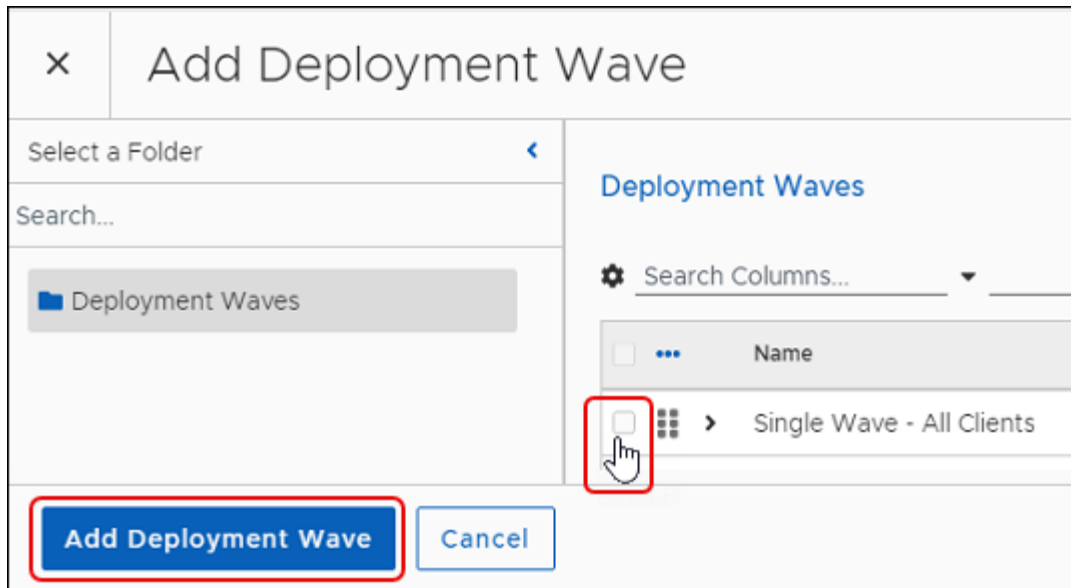 Add Deployment Wave
Select a Folder
Search...
Deployment Waves
Deployment Waves
Search Columns...
Name
Single Wave - All Clients
Add Deployment Wave
Cancel